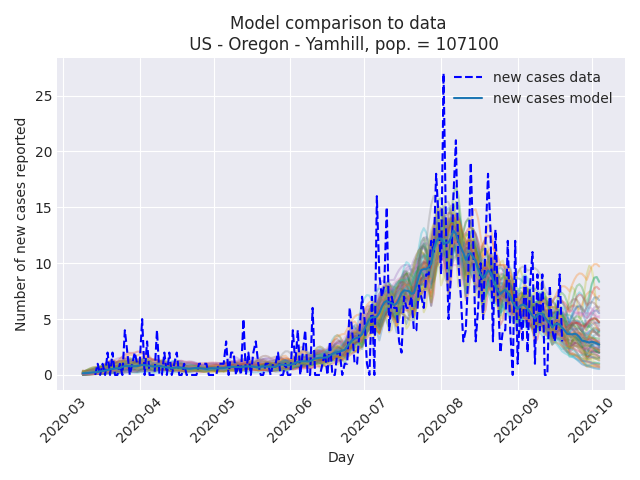 Model comparison to data
US - Oregon - Yamhill, pop. = 107100
new cases data
new cases model
Number of new cases reported
25
20
15
10
5
0
2020-03
2020-04
2020-05
2020-06
2020-07
2020-08
2020-09
2020-10
Day